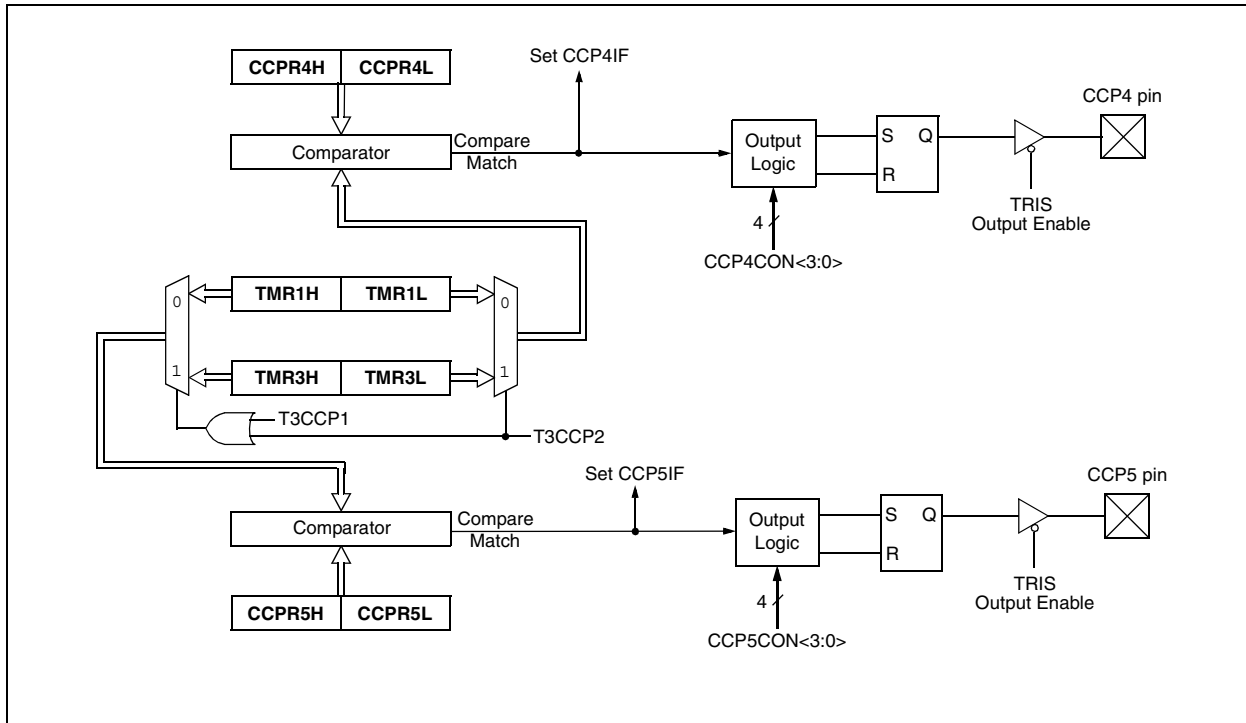 CCPR4H CCPR4L
Set CCP4IF
CCP4 pin
Comparator
Compare
Match
Output
Logic
S Q
R
TRIS
Output Enable
4
CCP4CON<3:0>
0 TMR1H TMR1L 0
1 TMR3H TMR3L 1
T3CCP1
T3CCP2
Set CCP5IF
CCP5 pin
Comparator
Compare
Match
Output
Logic
S Q
R
TRIS
Output Enable
4
CCPR5H CCPR5L
CCP5CON<3:0>